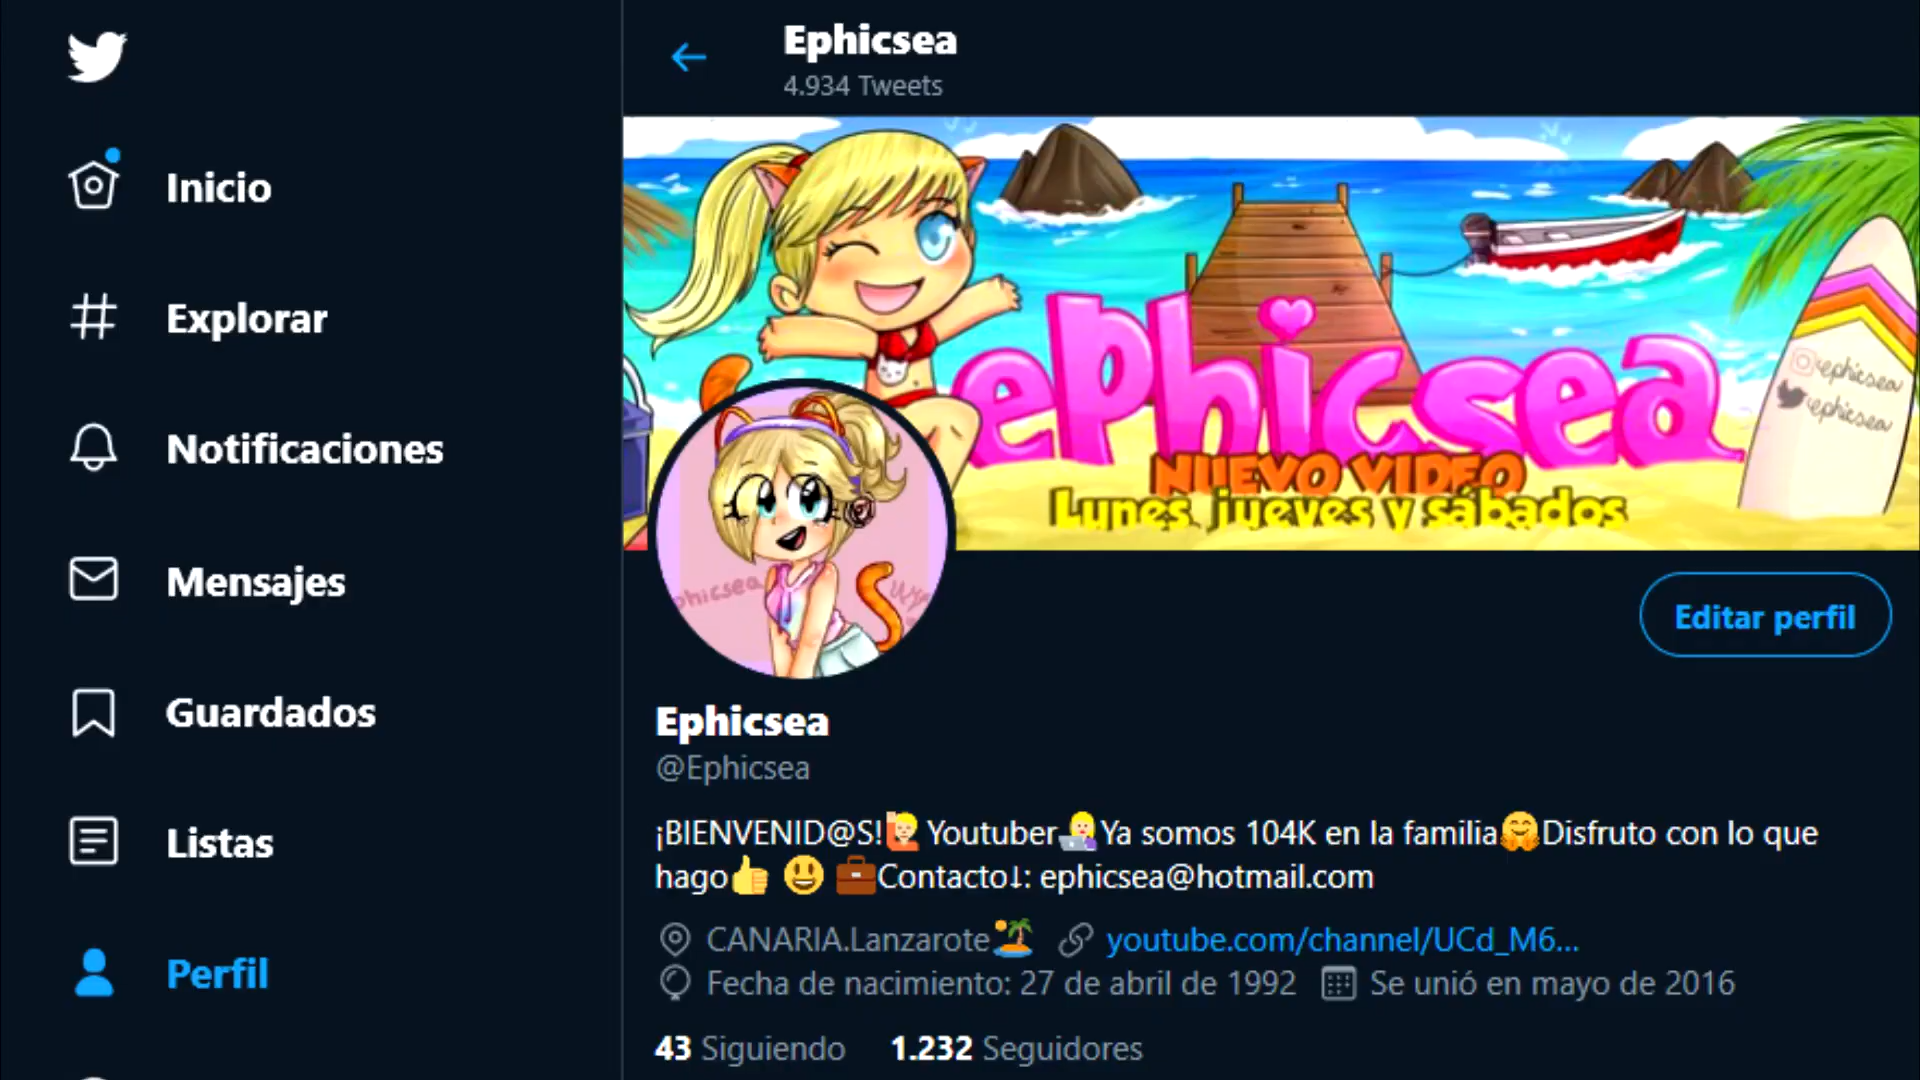 Ephicsea
4.934 Tweets
Inicio
Explorar
Notificaciones
Mensajes
Guardados
Listas
Perfil
ephicsea
NUEVO VIDEO
Lunes, jueves y sábados
ephicsea
ephicsea
phicsea
Editar perfil
Ephicsea
@Ephicsea
¡BIENVENID@S!🙋🏼Youtuber👩🏼‍💻Ya somos 104K en la familia🤗Disfruto con lo que
hago👍 😃 💼Contacto⇂: ephicsea@hotmail.com
CANARIA.Lanzarote🏝️ youtube.com/channel/UCd_M6...
Fecha de nacimiento: 27 de abril de 1992 Se unió en mayo de 2016
43 Siguiendo 1.232 Seguidores